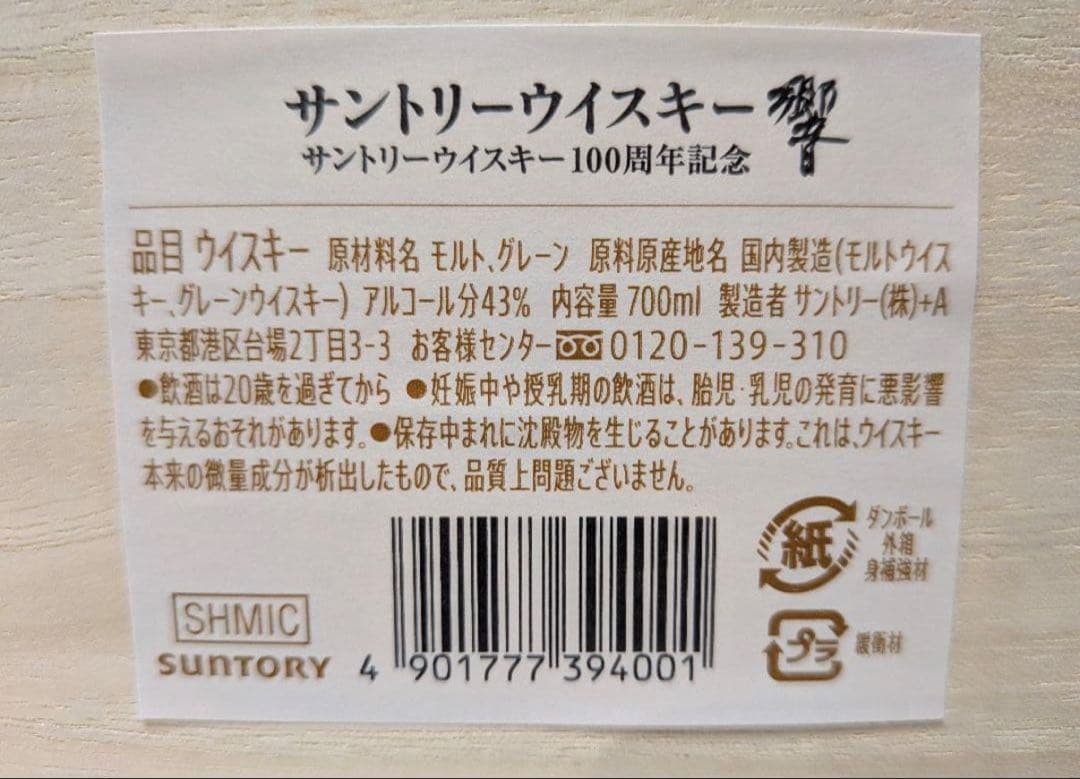 サントリーウイスキー響
サントリーウイスキー100周年記念
品目 ウイスキー 原材料名 モルト、グレーン 原料原産地名 国内製造(モルトウイス
キー、グレーンウイスキー) アルコール分43% 内容量 700ml 製造者 サントリー(株)+A
東京都港区台場2丁目3-3 お客様センター 0120-139-310
●飲酒は20歳を過ぎてから ●妊娠中や授乳期の飲酒は、胎児・乳児の発育に悪影響
を与えるおそれがあります。●保存中まれに沈殿物を生じることがあります。これは、ウイスキー
本来の微量成分が析出したもので、品質上問題ございません。
紙
ダンボール
外箱
身補強材
プラ
緩衝材
SHMIC
SUNTORY
4 901777 394001